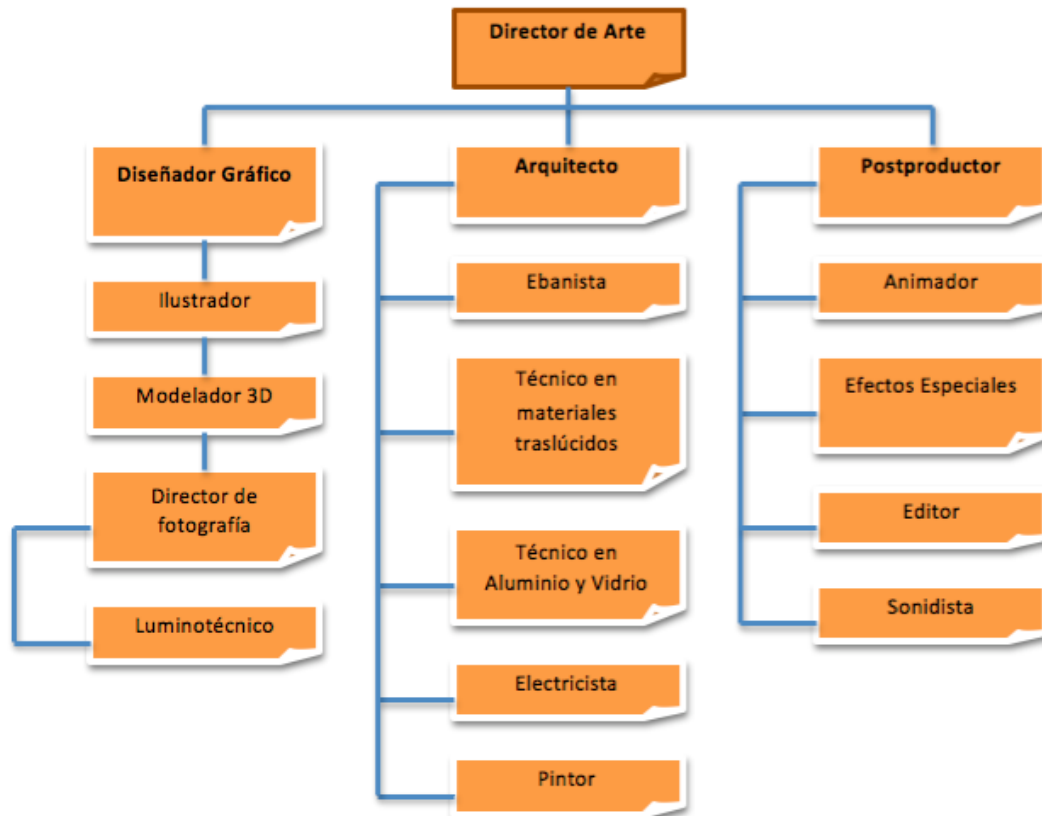 Director de Arte
Diseñador Gráfico
Ilustrador
Modelador 3D
Director de
fotografía
Luminotécnico
Arquitecto
Ebanista
Técnico en
materiales
traslúcidos
Técnico en
Aluminio y Vidrio
Electricista
Pintor
Postproductor
Animador
Efectos Especiales
Editor
Sonidista